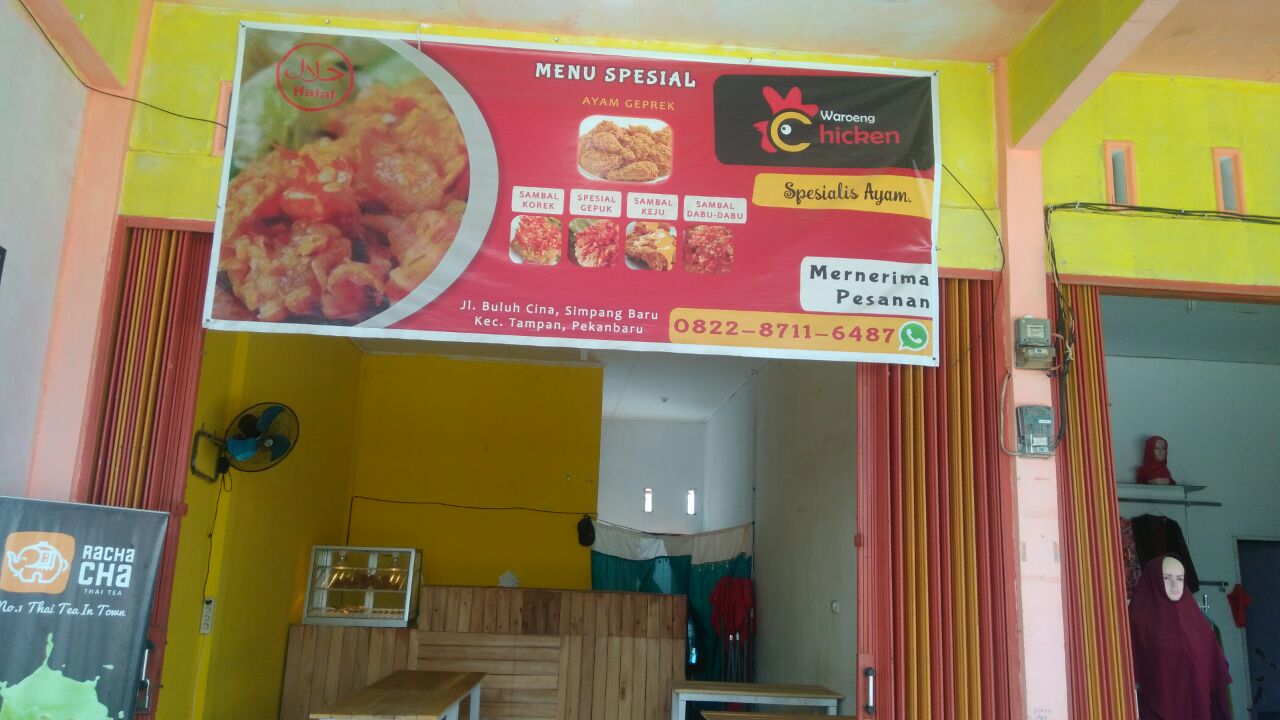 حلال
Halal
MENU SPESIAL
AYAM GEPREK
SAMBAL
KOREK
SPESIAL
GEPUK
SAMBAL
KEJU
SAMBAL
DABU-DABU
Waroeng
Chicken
Spesialis Ayam.
Mernerima
Pesanan
Jl. Buluh Cina, Simpang Baru
Kec. Tampan, Pekanbaru
0822-8711-6487
RACHA
CHA
THAI TEA
No.1 Thai Tea In Town